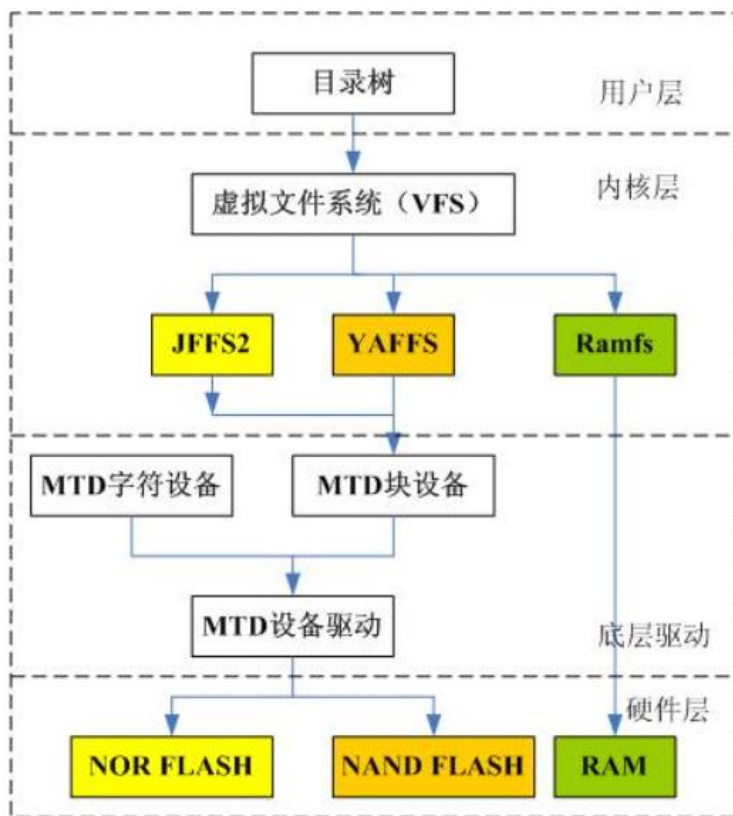 目录树
用户层
虚拟文件系统（VFS）
内核层
JFFS2
YAFFS
Ramfs
MTD字符设备
MTD块设备
MTD设备驱动
底层驱动
硬件层
NOR FLASH
NAND FLASH
RAM